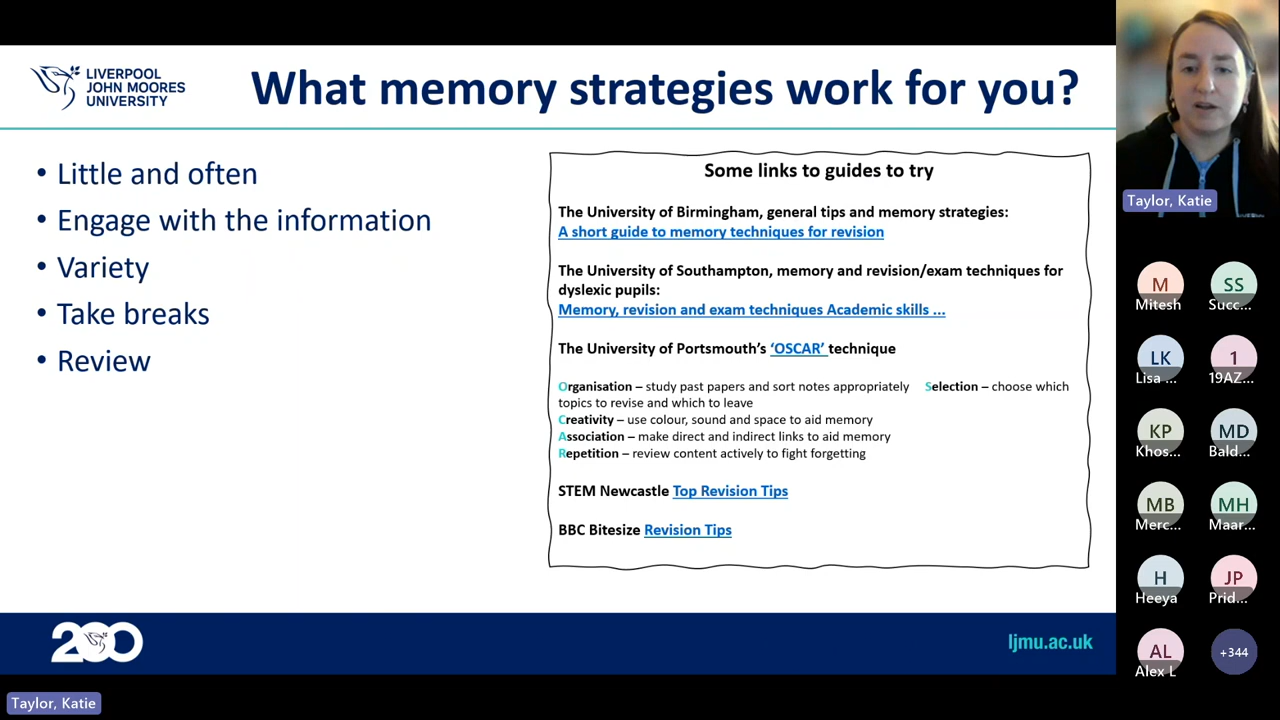 LIVERPOOL
JOHN MOORES
UNIVERSITY
What memory strategies work for you?
• Little and often
• Engage with the information
• Variety
• Take breaks
• Review
Some links to guides to try
The University of Birmingham, general tips and memory strategies:
A short guide to memory techniques for revision
The University of Southampton, memory and revision/exam techniques for
dyslexic pupils:
Memory, revision and exam techniques Academic skills ...
The University of Portsmouth's 'OSCAR' technique
Organisation – study past papers and sort notes appropriately Selection – choose which
topics to revise and which to leave
Creativity – use colour, sound and space to aid memory
Association – make direct and indirect links to aid memory
Repetition – review content actively to fight forgetting
STEM Newcastle Top Revision Tips
BBC Bitesize Revision Tips
200
ljmu.ac.uk
Taylor, Katie
Taylor, Katie
M
Mitesh
SS
Succ...
LK
Lisa ...
1
19AZ...
KP
Khos...
MD
Bald...
MB
Merc...
MH
Maar...
H
Heeya
JP
Prid...
AL
Alex L
+344